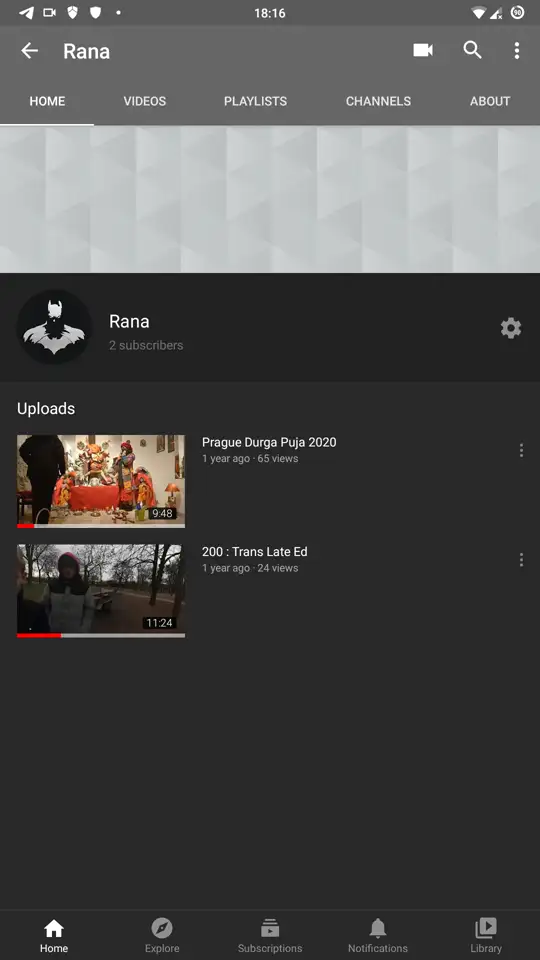 18:16
90
Rana
HOME VIDEOS PLAYLISTS CHANNELS ABOUT
Rana
2 subscribers
Uploads
Prague Durga Puja 2020
1 year ago · 65 views
9:48
200 : Trans Late Ed
1 year ago · 24 views
11:24
Home Explore Subscriptions Notifications Library